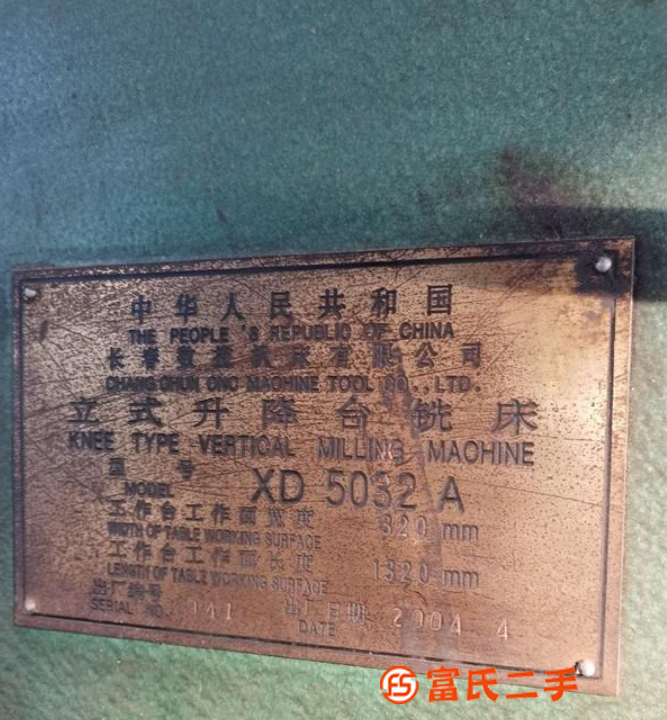 中华人民共和国
THE PEOPLE'S REPUBLIC OF CHINA
长春数控机床有限公司
CHANGCHUN CNC MACHINE TOOL CO.,LTD.
立式升降台铣床
KNEE TYPE VERTICAL MILLING MACHINE
型号
MODEL XD 5032 A
工作台工作面宽度 320 mm
WIDTH OF TABLE WORKING SURFACE
工作台工作面长度 1320 mm
LENGTH OF TABLE WORKING SURFACE
出厂编号 出厂日期 2004 4
SERIAL NO. DATE
FS 富氏二手